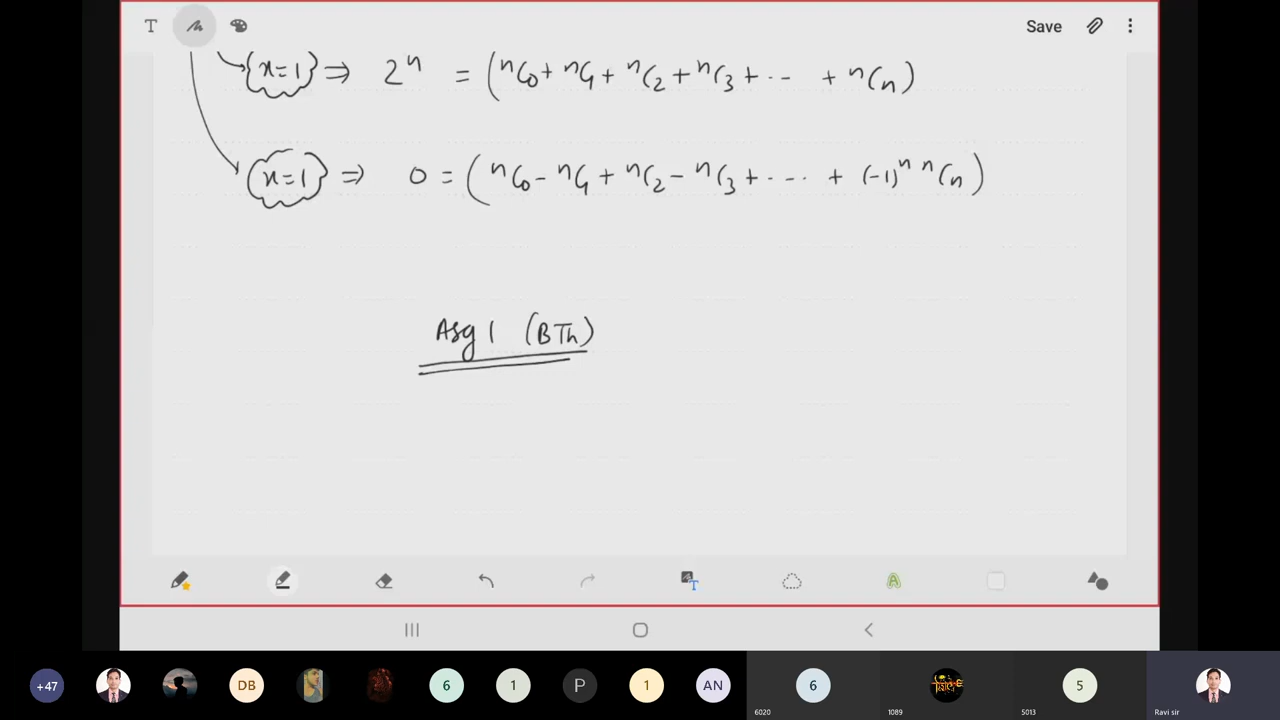 T Save
{x=1} ⇒ 2ⁿ = (ⁿC₀ + ⁿC₁ + ⁿC₂ + ⁿC₃ + ·· – + ⁿCₙ)
{x=1} ⇒ 0 = (ⁿC₀ - ⁿC₁ + ⁿC₂ - ⁿC₃ + ---- + (-1)ⁿ ⁿCₙ)
Asg 1 (BTh)
T A
+47 DB 6 1 P 1 AN 6 5
6020 1089 5013 Ravi sir